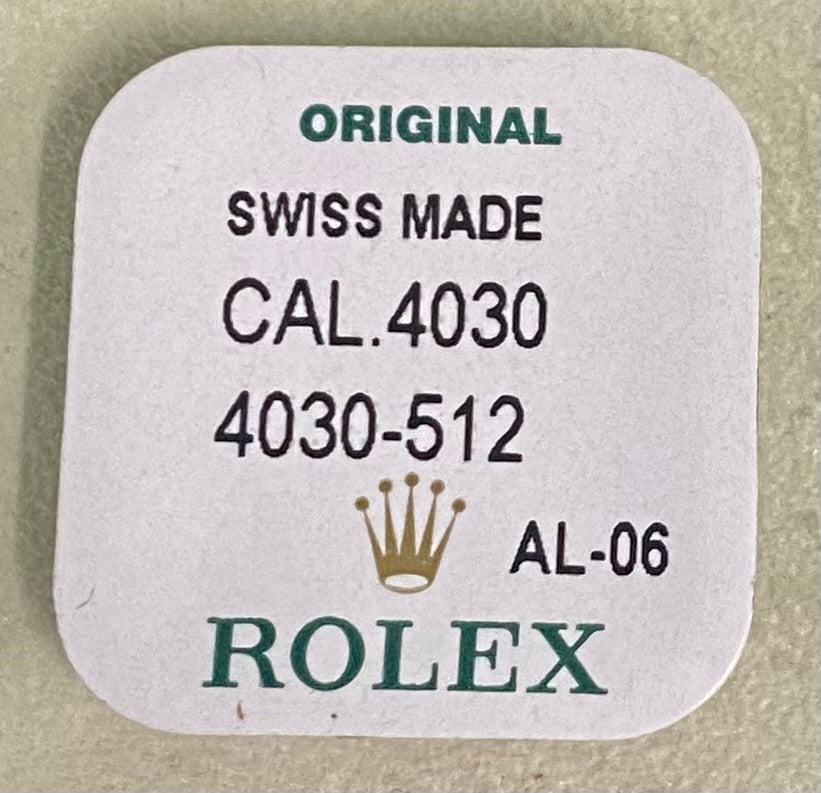 ORIGINAL
SWISS MADE
CAL.4030
4030-512
AL-06
ROLEX